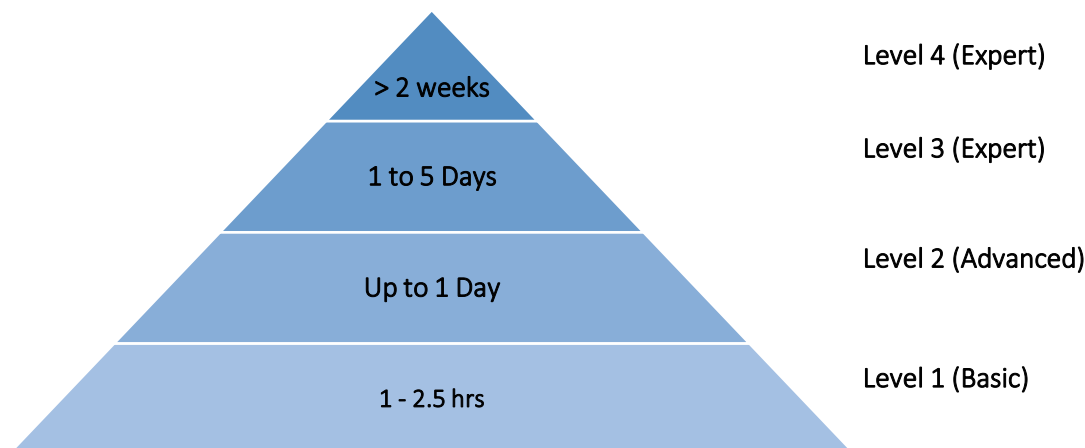 > 2 weeks
Level 4 (Expert)
1 to 5 Days
Level 3 (Expert)
Up to 1 Day
Level 2 (Advanced)
1 - 2.5 hrs
Level 1 (Basic)